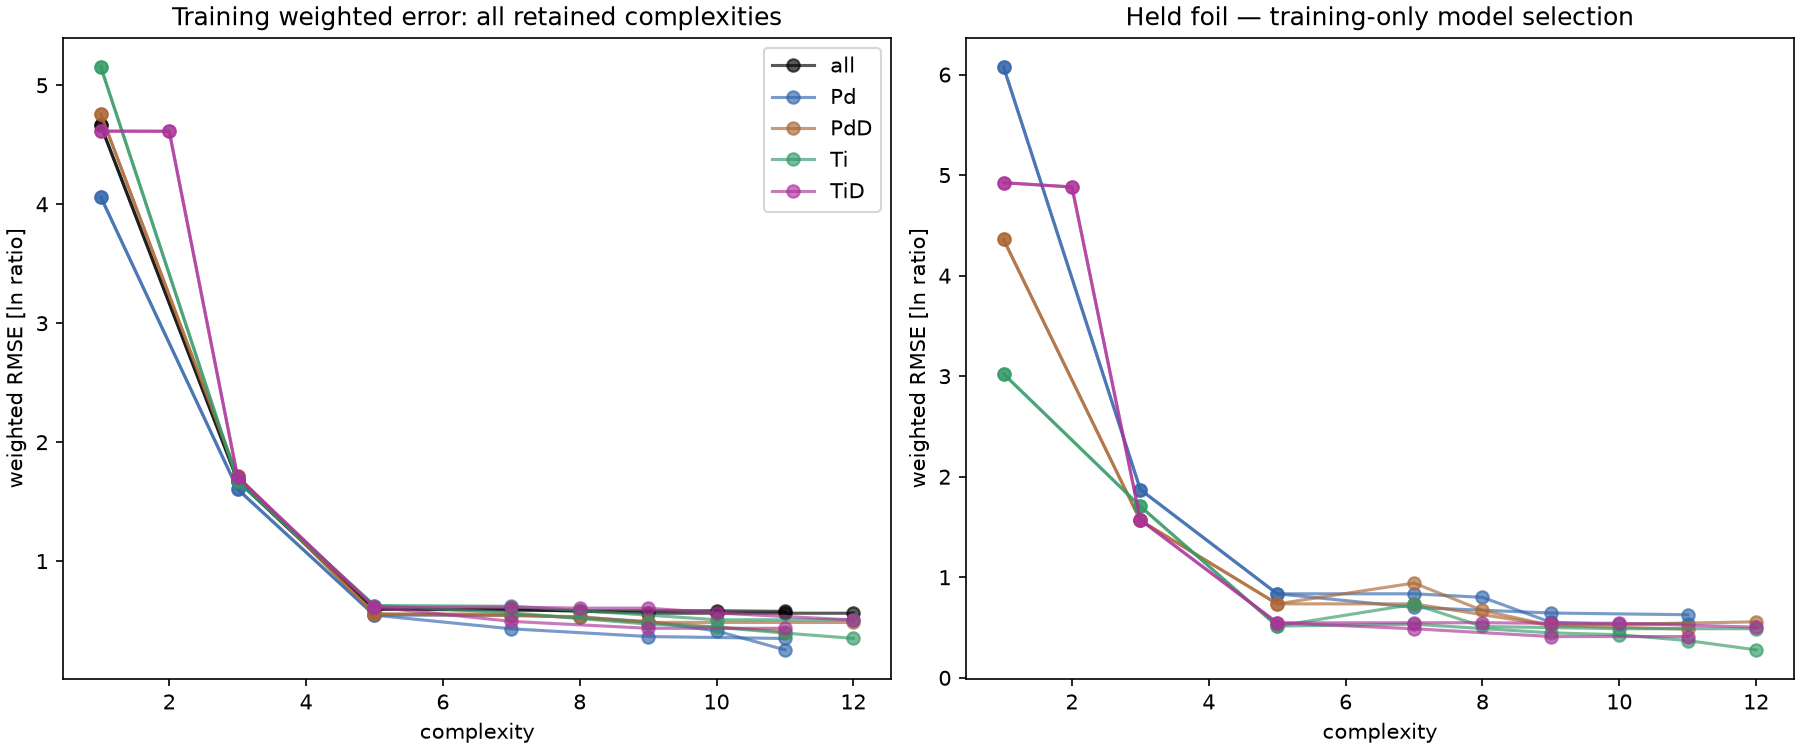 Training weighted error: all retained complexities
weighted RMSE [ln ratio]
5
4
3
2
1
all
Pd
PdD
Ti
TiD
2
4
6
8
10
12
complexity
Held foil — training-only model selection
weighted RMSE [ln ratio]
6
5
4
3
2
1
0
2
4
6
8
10
12
complexity